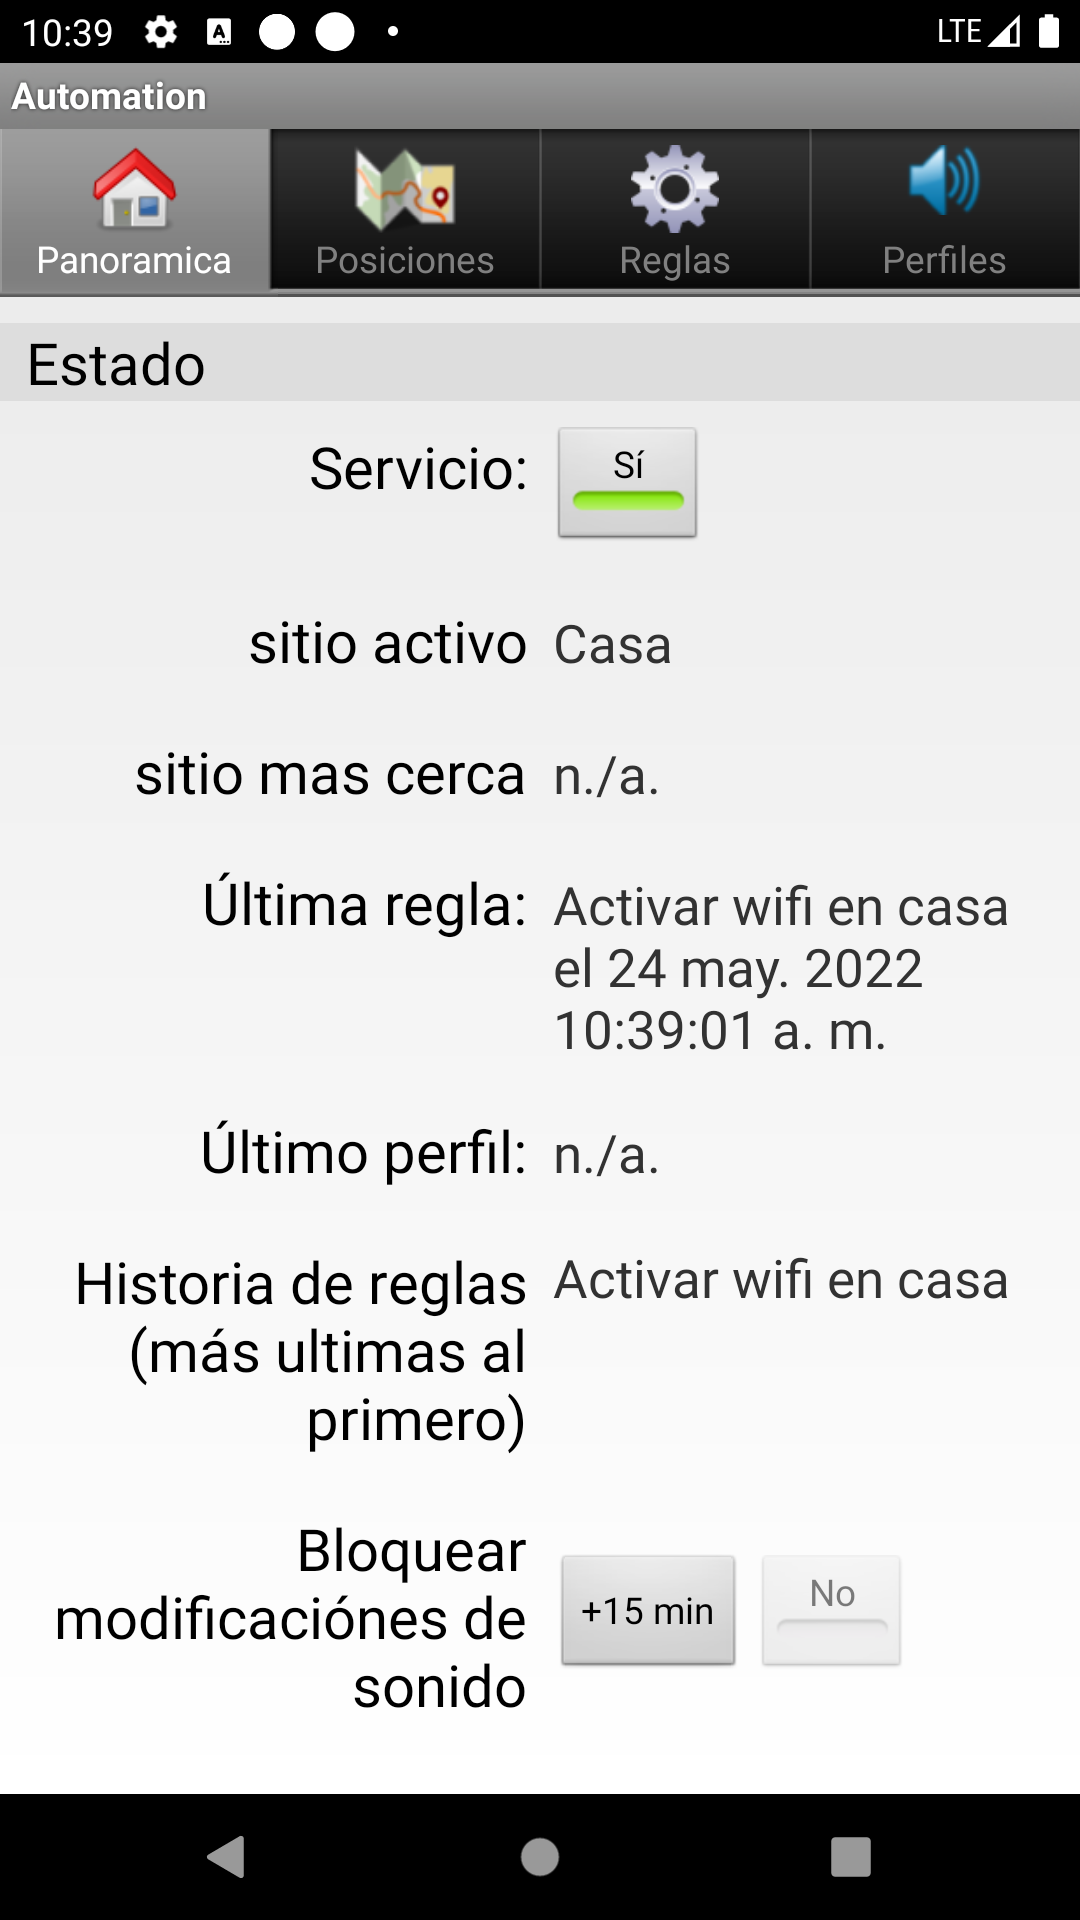 10:39
LTE
Automation
Panoramica
Posiciones
Reglas
Perfiles
Estado
Servicio:
Sí
sitio activo
Casa
sitio mas cerca
n./a.
Última regla:
Activar wifi en casa
el 24 may. 2022
10:39:01 a. m.
Último perfil:
n./a.
Historia de reglas
(más ultimas al
primero)
Activar wifi en casa
Bloquear
modificaciónes de
sonido
+15 min
No